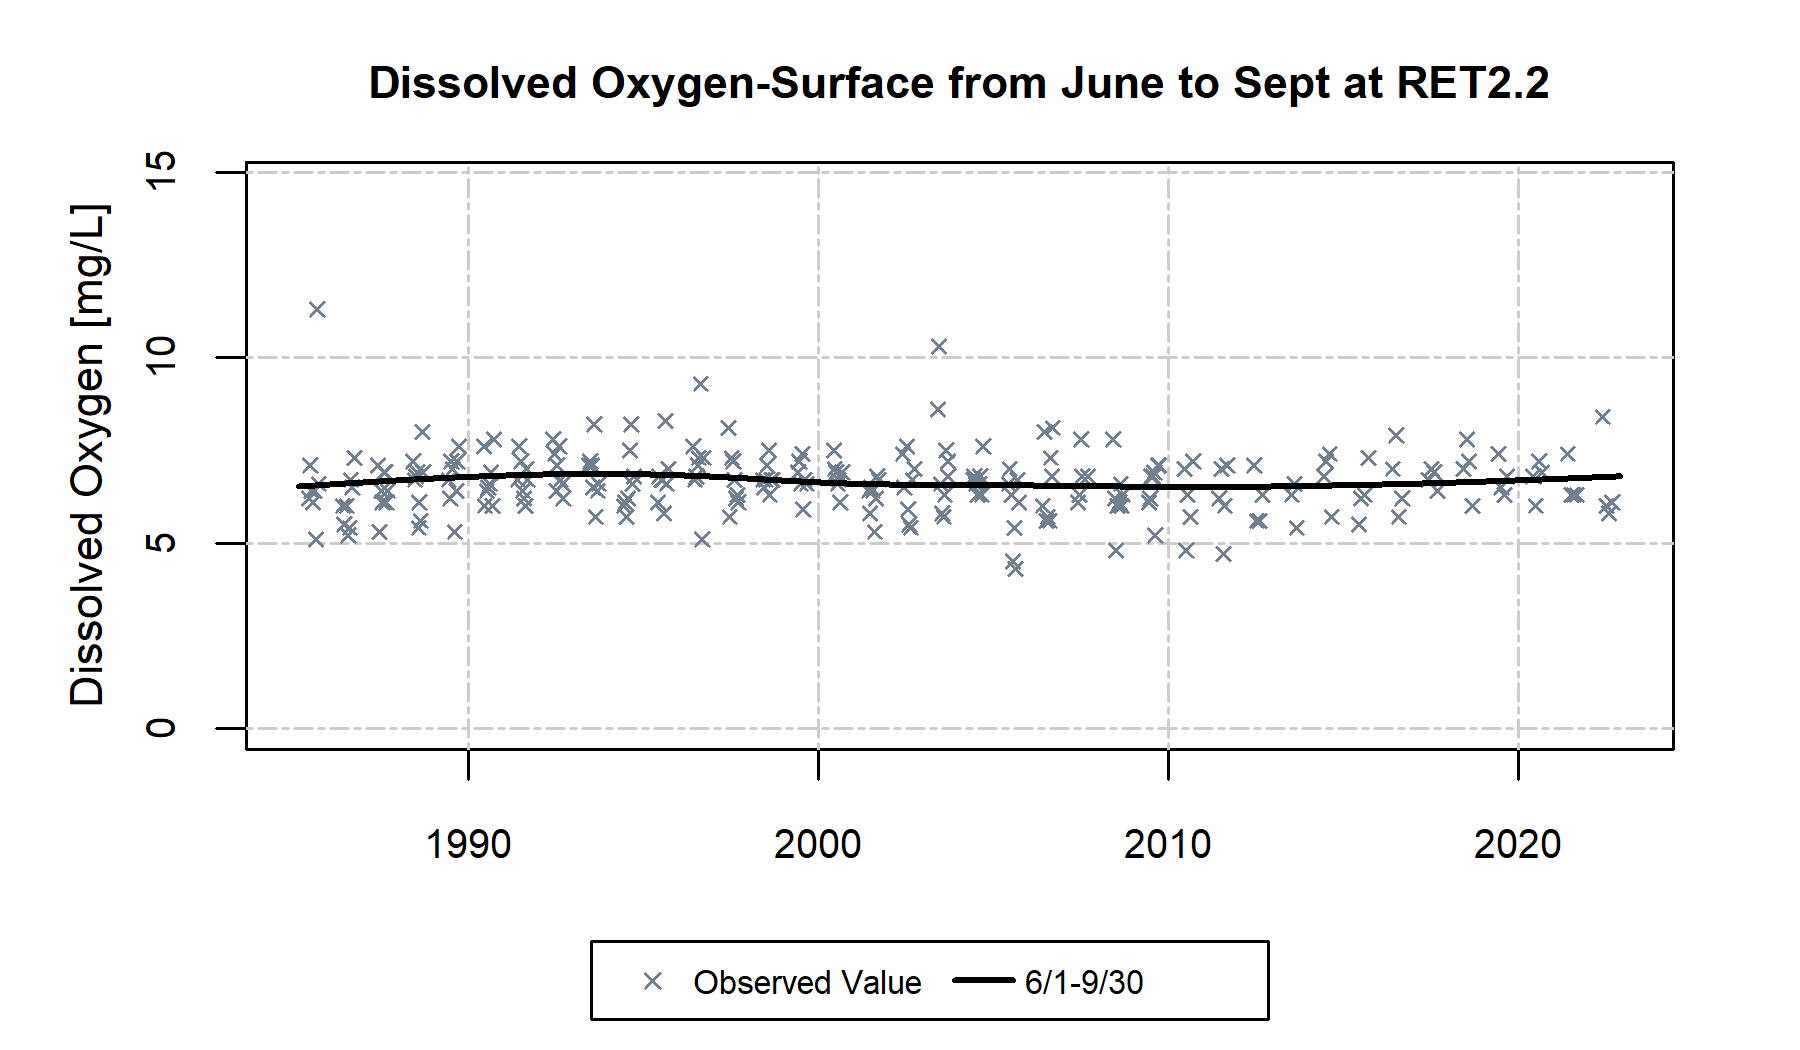 Dissolved Oxygen-Surface from June to Sept at RET2.2
Dissolved Oxygen [mg/L]
15
10
5
0
1990 2000 2010 2020
Observed Value 6/1-9/30